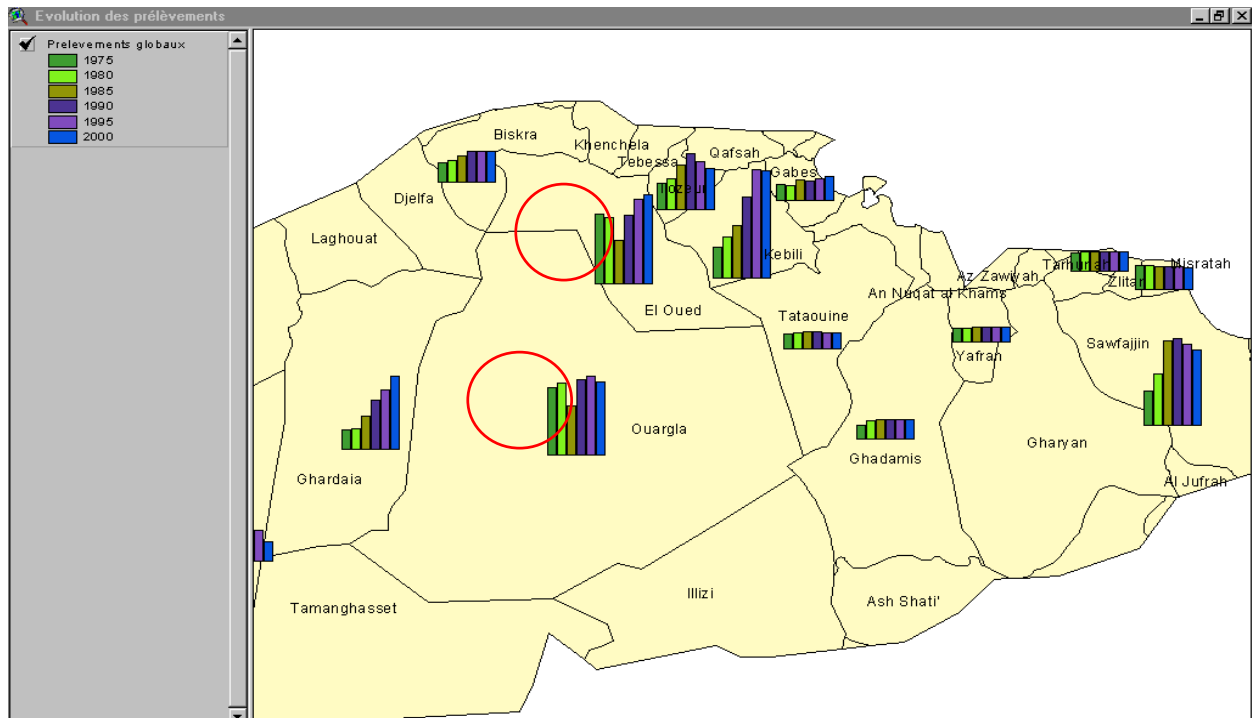 Evolution des prélèvements
Prelevements globaux
1975
1980
1985
1990
1995
2000
Biskra
Khenchela
Tebessa
Qafsah
Gabes
Tozeur
Djelfa
Laghouat
Kebili
El Oued
Tataouine
An Nuqat al Khams
Az Zawiyah
Tarhunah
Misratah
Zlitan
Yafran
Sawfajjin
Ouargla
Ghadamis
Gharyan
Al Jufrah
Ghardaia
Illizi
Ash Shati'
Tamanghasset